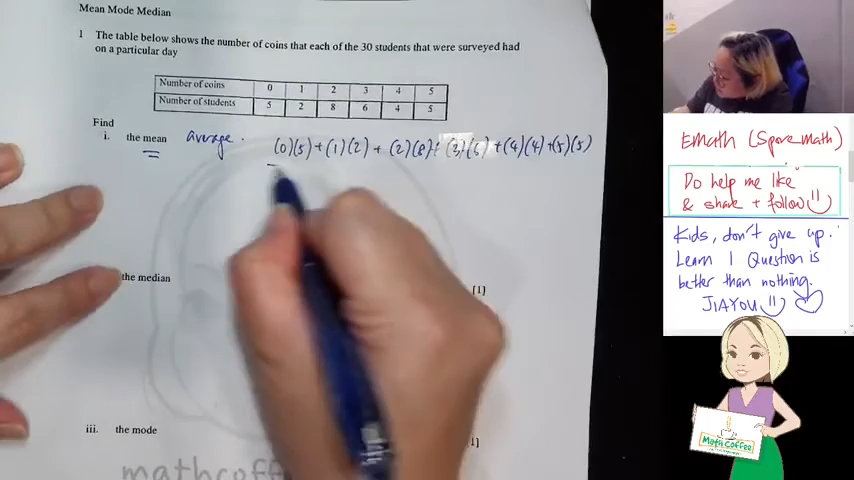 Mean Mode Median
1 The table below shows the number of coins that each of the 30 students that were surveyed had
on a particular day
Number of coins 0 1 2 3 4 5
Number of students 5 2 8 6 4 5
Find
i. the mean average.
(0)(5)+(1)(2) + (2)(8)+ (3)(6) +(4)(4)+(5)(5)
the median
[1]
iii. the mode
1]
mathcoff
EMath (Spore math)
Do help me like
& share + follow
Kids, don't give up.
Learn 1 Question is
better than nothing.
JIAYOU
Math Coffee